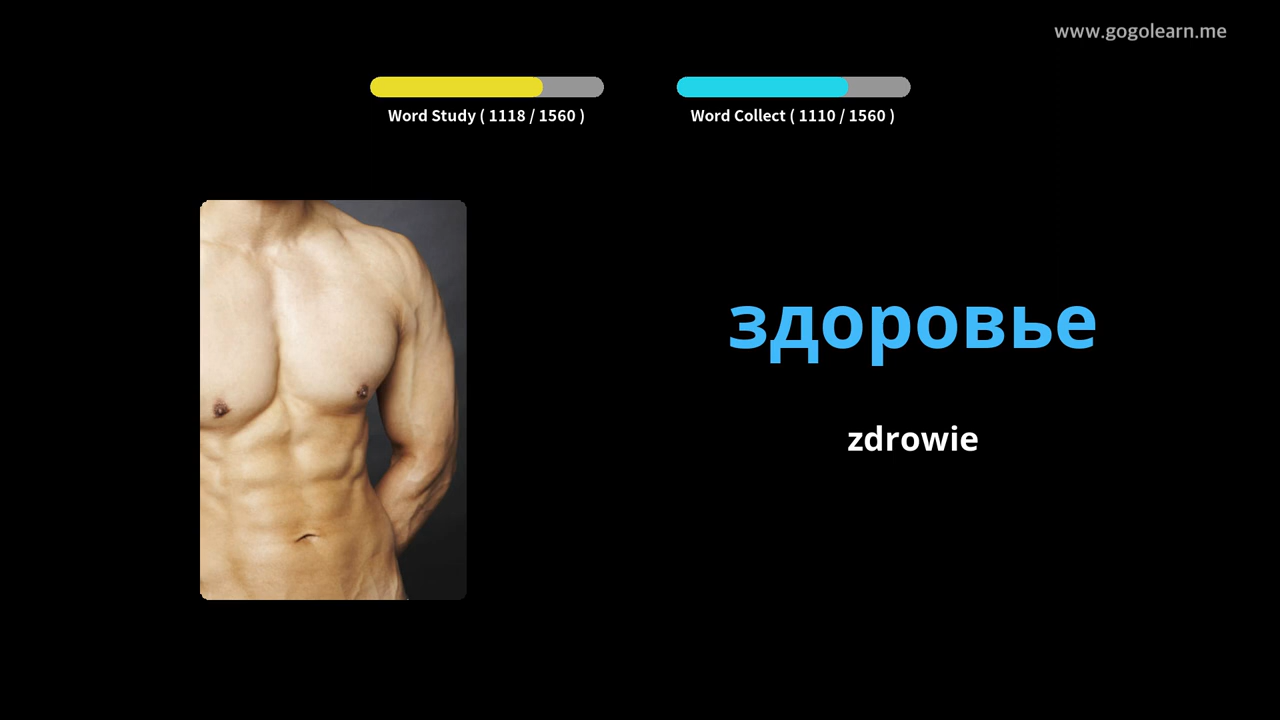 www.gogolearn.me
Word Study ( 1118 / 1560 )
Word Collect ( 1110 / 1560 )
здоровье
zdrowie